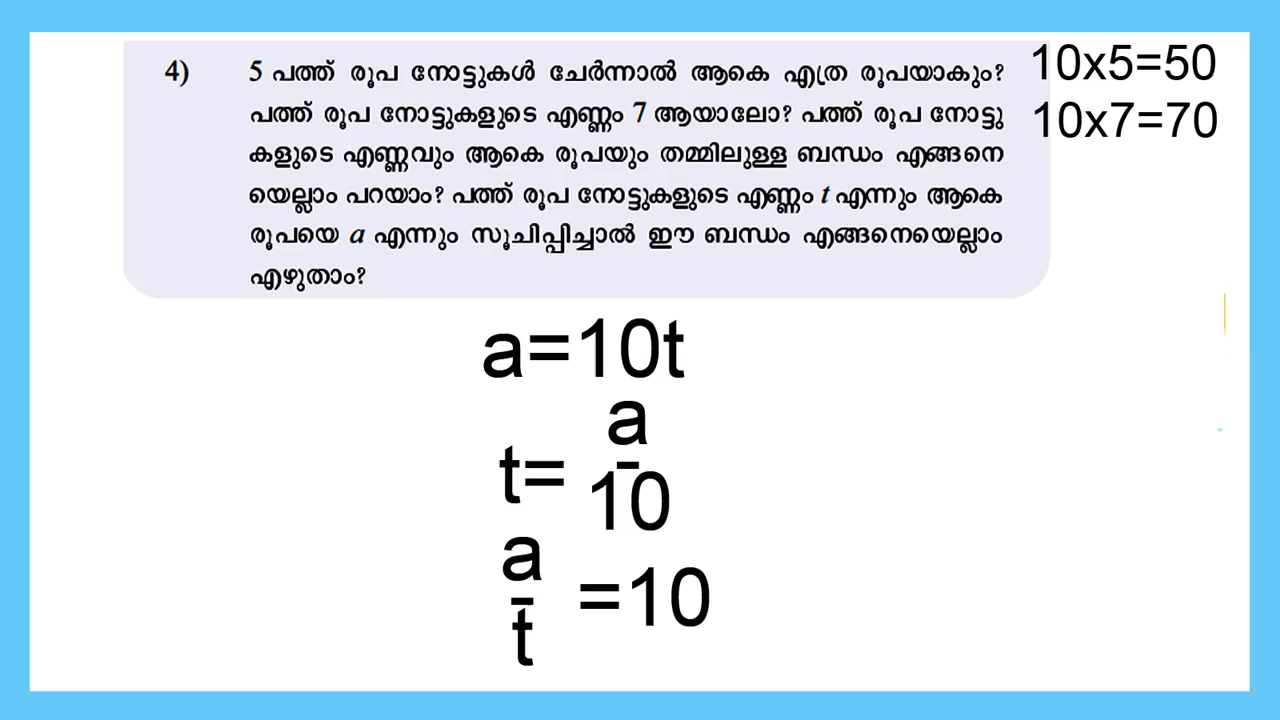 4) 5 പത്ത് രൂപ നോട്ടുകൾ ചേർന്നാൽ ആകെ എത്ര രൂപയാകും?
പത്ത് രൂപ നോട്ടുകളുടെ എണ്ണം 7 ആയാലോ? പത്ത് രൂപ നോട്ടു
കളുടെ എണ്ണവും ആകെ രൂപയും തമ്മിലുള്ള ബന്ധം എങ്ങനെ
യെല്ലാം പറയാം? പത്ത് രൂപ നോട്ടുകളുടെ എണ്ണം t എന്നും ആകെ
രൂപയെ a എന്നും സൂചിപ്പിച്ചാൽ ഈ ബന്ധം എങ്ങനെയെല്ലാം
എഴുതാം?
10x5=50
10x7=70
a=10t
t= a/10
a/t =10